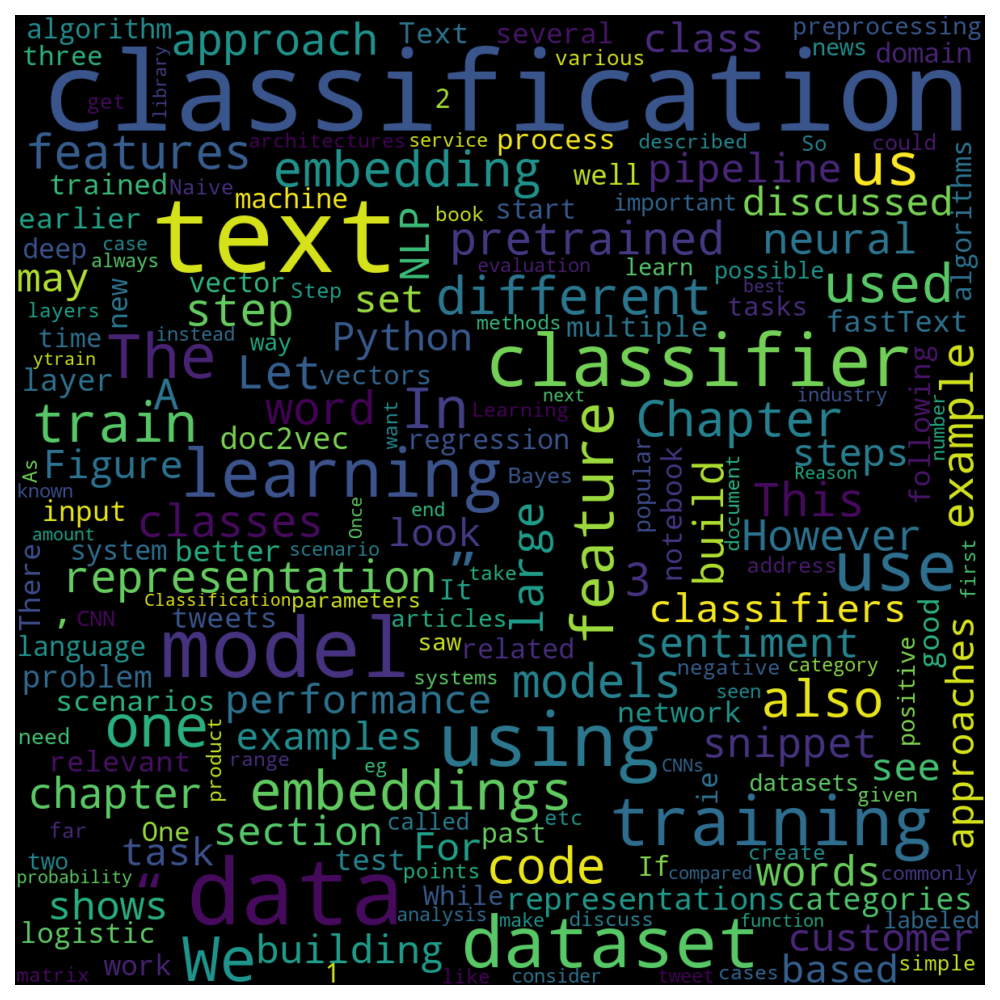 algorithm approach Text several class preprocessing
three various news domain
classification
get library 2
architectures service process described So could
features embedding well pipeline us
trained Naive machine important discussed
earlier text NLP book start pretrained neural algorithms
deep case evaluation learn possible
may always vector Step set different best tasks used
layers new step methods multiple fastText
time instead way Python
ytrain The Let vectors classifier following example
layer A next industry
train word In want Learning feature Chapter number
doc2vec regression steps
Figure learning Bayes popular notebook build document Reason
As known This
input classes Once end look large However
amount system better scenario address first
There representation ” take 3 use
, CNN Classification parameters It classifiers
tweets articles
language model saw related sentiment good approaches
problem systems negative category
scenarios performance models seen also positive
need one network
relevant product range examples using snippet
eg CNNs ie see
chapter embeddings datasets given
far One section called past etc training
two task test For points code If create words commonly
probability “ data While compared
shows representations categories labeled
logistic analysis make discuss function
We building dataset customer
matrix work 1 like consider tweet cases based simple